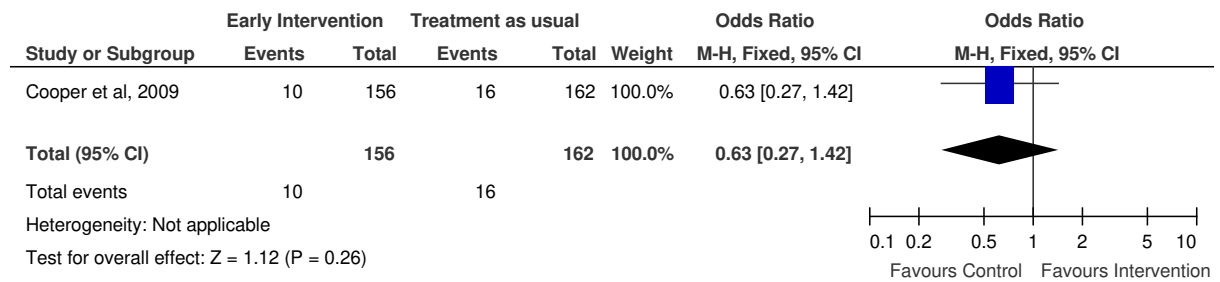 Early Intervention Treatment as usual Odds Ratio Odds Ratio
Study or Subgroup Events Total Events Total Weight M-H, Fixed, 95% CI M-H, Fixed, 95% CI
Cooper et al, 2009 10 156 16 162 100.0% 0.63 [0.27, 1.42]
Total (95% CI) 156 162 100.0% 0.63 [0.27, 1.42]
Total events 10 16
Heterogeneity: Not applicable
Test for overall effect: Z = 1.12 (P = 0.26)
0.1 0.2 0.5 1 2 5 10
Favours Control Favours Intervention